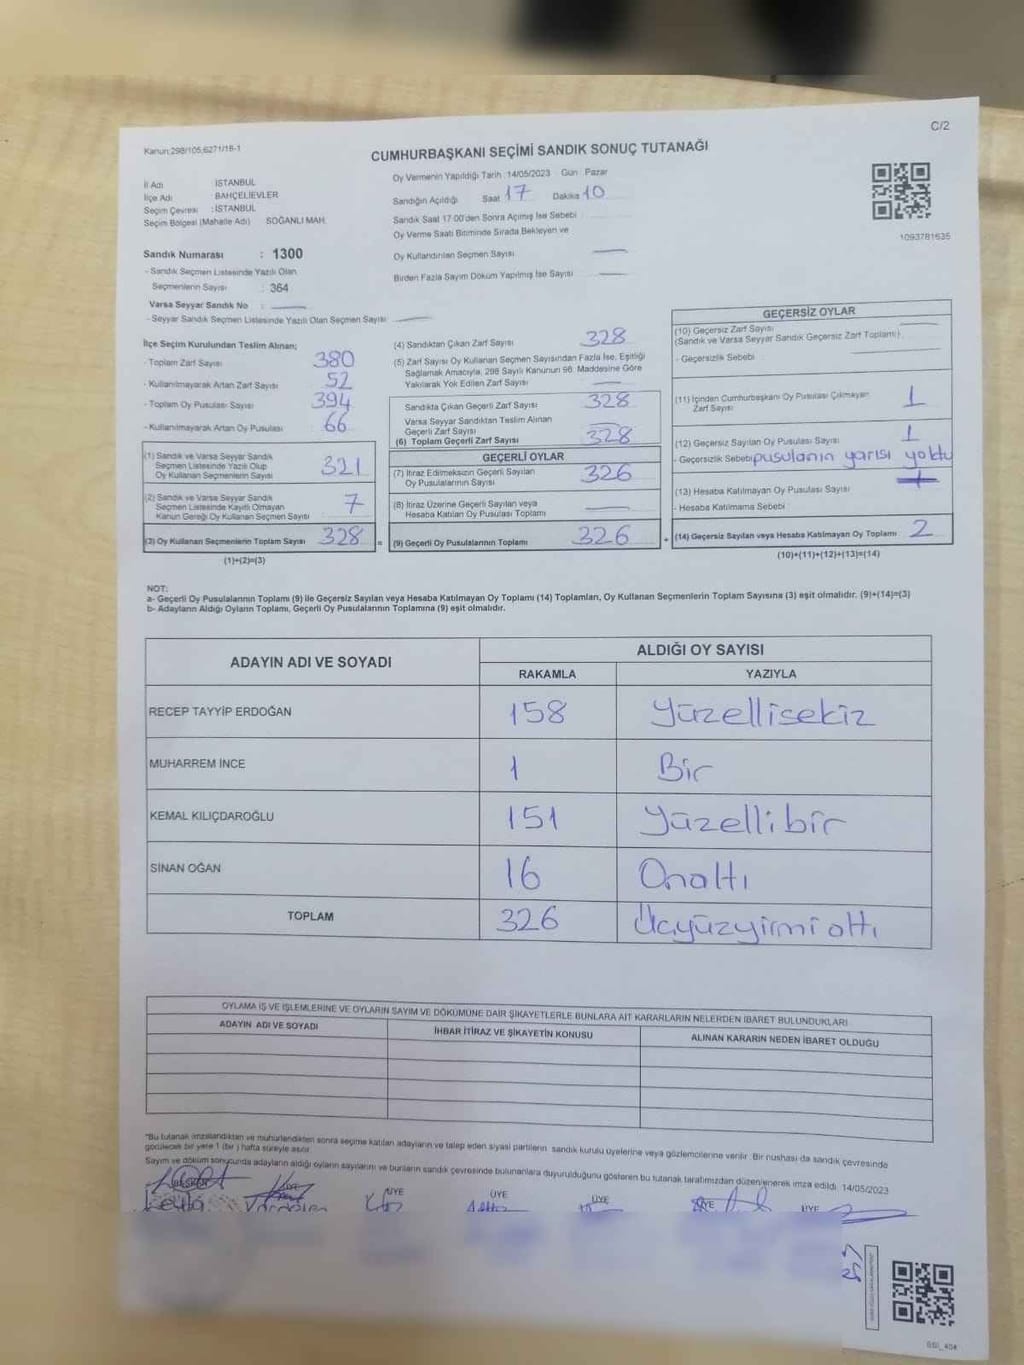 C/2
Kanun:298/105,6271/18-1
CUMHURBAŞKANI SEÇİMİ SANDIK SONUÇ TUTANAĞI
İl Adı İSTANBUL
İlçe Adı BAHÇELİEVLER
Seçim Çevresi :İSTANBUL
Seçim Bölgesi (Mahalle Adı) SOĞANLI MAH.
Oy Vermenin Yapıldığı Tarih :14/05/2023 Gün Pazar
Sandığın Açıldığı Saat 17 Dakika 10
Sandık Saat 17:00'den Sonra Açılmış İse Sebebi
Oy Verme Saati Bitiminde Sırada Bekleyen ve
Oy Kullandırılan Seçmen Sayısı
Birden Fazla Sayım Döküm Yapılmış İse Sayısı
1093781635
Sandık Numarası : 1300
- Sandık Seçmen Listesinde Yazılı Olan
Seçmenlerin Sayısı : 364
Varsa Seyyar Sandık No :
- Seyyar Sandık Seçmen Listesinde Yazılı Olan Seçmen Sayısı
İlçe Seçim Kurulundan Teslim Alınan;
- Toplam Zarf Sayısı 380
- Kullanılmayarak Artan Zarf Sayısı 52
- Toplam Oy Pusulası Sayısı 394
- Kullanılmayarak Artan Oy Pusulası 66
(1) Sandık ve Varsa Seyyar Sandık
Seçmen Listesinde Yazılı Olup
Oy Kullanan Seçmenlerin Sayısı 321
(2) Sandık ve Varsa Seyyar Sandık
Seçmen Listesinde Kayıtlı Olmayan
Kanun Gereği Oy Kullanan Seçmen Sayısı 7
(3) Oy Kullanan Seçmenlerin Toplam Sayısı 328 =
(1)+(2)=(3)
(4) Sandıktan Çıkan Zarf Sayısı 328
(5) Zarf Sayısı Oy Kullanan Seçmen Sayısından Fazla İse, Eşitliği
Sağlamak Amacıyla, 298 Sayılı Kanunun 98. Maddesine Göre
Yakılarak Yok Edilen Zarf Sayısı
Sandıkta Çıkan Geçerli Zarf Sayısı 328
Varsa Seyyar Sandıktan Teslim Alınan
Geçerli Zarf Sayısı
(6) Toplam Geçerli Zarf Sayısı 328
GEÇERLİ OYLAR
(7) İtiraz Edilmeksizin Geçerli Sayılan
Oy Pusulalarının Sayısı 326
(8) İtiraz Üzerine Geçerli Sayılan veya
Hesaba Katılan Oy Pusulası Toplamı
(9) Geçerli Oy Pusulalarının Toplamı 326 +
GEÇERSİZ OYLAR
(10) Geçersiz Zarf Sayısı
(Sandık ve Varsa Seyyar Sandık Geçersiz Zarf Toplamı)
- Geçersizlik Sebebi
(11) İçinden Cumhurbaşkanı Oy Pusulası Çıkmayan
Zarf Sayısı 1
(12) Geçersiz Sayılan Oy Pusulası Sayısı 1
- Geçersizlik Sebebi pusulanın yarısı yoktu
(13) Hesaba Katılmayan Oy Pusulası Sayısı
- Hesaba Katılmama Sebebi
(14) Geçersiz Sayılan veya Hesaba Katılmayan Oy Toplamı 2
(10)+(11)+(12)+(13)=(14)
NOT:
a- Geçerli Oy Pusulalarının Toplamı (9) ile Geçersiz Sayılan veya Hesaba Katılmayan Oy Toplamı (14) Toplamları, Oy Kullanan Seçmenlerin Toplam Sayısına (3) eşit olmalıdır. (9)+(14)=(3)
b- Adayların Aldığı Oyların Toplamı, Geçerli Oy Pusulalarının Toplamına (9) eşit olmalıdır.
ADAYIN ADI VE SOYADI ALDIĞI OY SAYISI
RAKAMLA YAZIYLA
RECEP TAYYİP ERDOĞAN 158 Yüzellisekiz
MUHARREM İNCE 1 Bir
KEMAL KILIÇDAROĞLU 151 Yüzellibir
SİNAN OĞAN 16 Onaltı
TOPLAM 326 Üçyüzyirmi altı
OYLAMA İŞ VE İŞLEMLERİNE VE OYLARIN SAYIM VE DÖKÜMÜNE DAİR ŞİKAYETLERLE BUNLARA AİT KARARLARIN NELERDEN İBARET BULUNDUKLARI
ADAYIN ADI VE SOYADI İHBAR İTİRAZ VE ŞİKAYETİN KONUSU ALINAN KARARIN NEDEN İBARET OLDUĞU
*Bu tutanak imzalandıktan ve mühürlendikten sonra seçime katılan adayların ve talep eden siyasi partilerin sandık kurulu üyelerine veya gözlemcilerine verilir. Bir nüshası da sandık çevresinde
görülecek bir yere 1 (bir) hafta süreyle asılır.
Sayım ve döküm sonucunda adayların aldığı oyların sayılarını ve bunların sandık çevresinde bulunanlara duyurulduğunu gösteren bu tutanak tarafımızdan düzenlenerek imza edildi. 14/05/2023
ÜYE ÜYE ÜYE ÜYE ÜYE